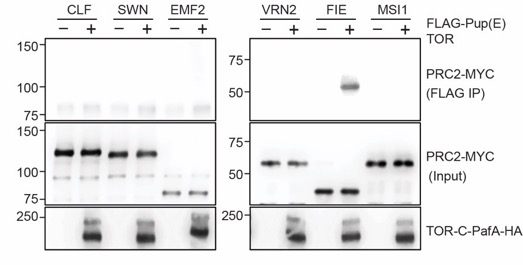 CLF SWN EMF2 VRN2 FIE MSI1
− + − + − + − + − + − + FLAG-Pup(E)
TOR
150
100
75
75
50
PRC2-MYC
(FLAG IP)
150
100
75
75
50
PRC2-MYC
(Input)
250 250 TOR-C-PafA-HA